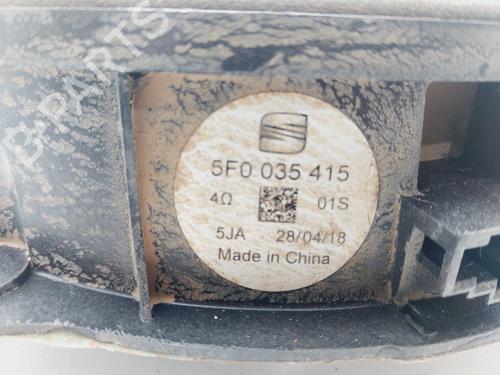 B-PARTS
5F0 035 415
4Ω 01S
5JA 28/04/18
Made in China